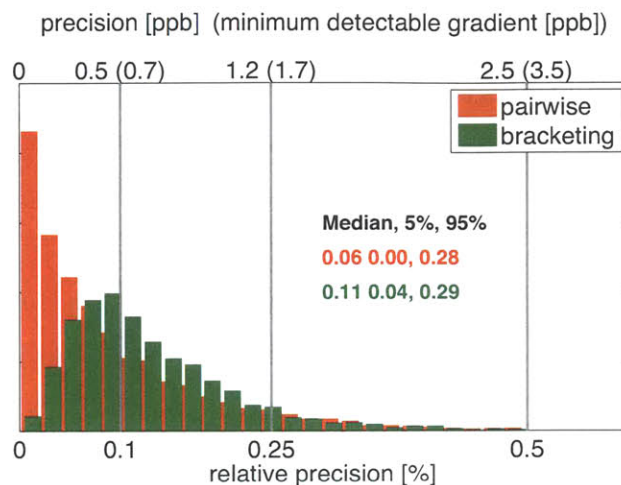 precision [ppb] (minimum detectable gradient [ppb])
0 0.5 (0.7) 1.2 (1.7) 2.5 (3.5)
pairwise
bracketing
Median, 5%, 95%
0.06 0.00, 0.28
0.11 0.04, 0.29
0 0.1 0.25 0.5
relative precision [%]